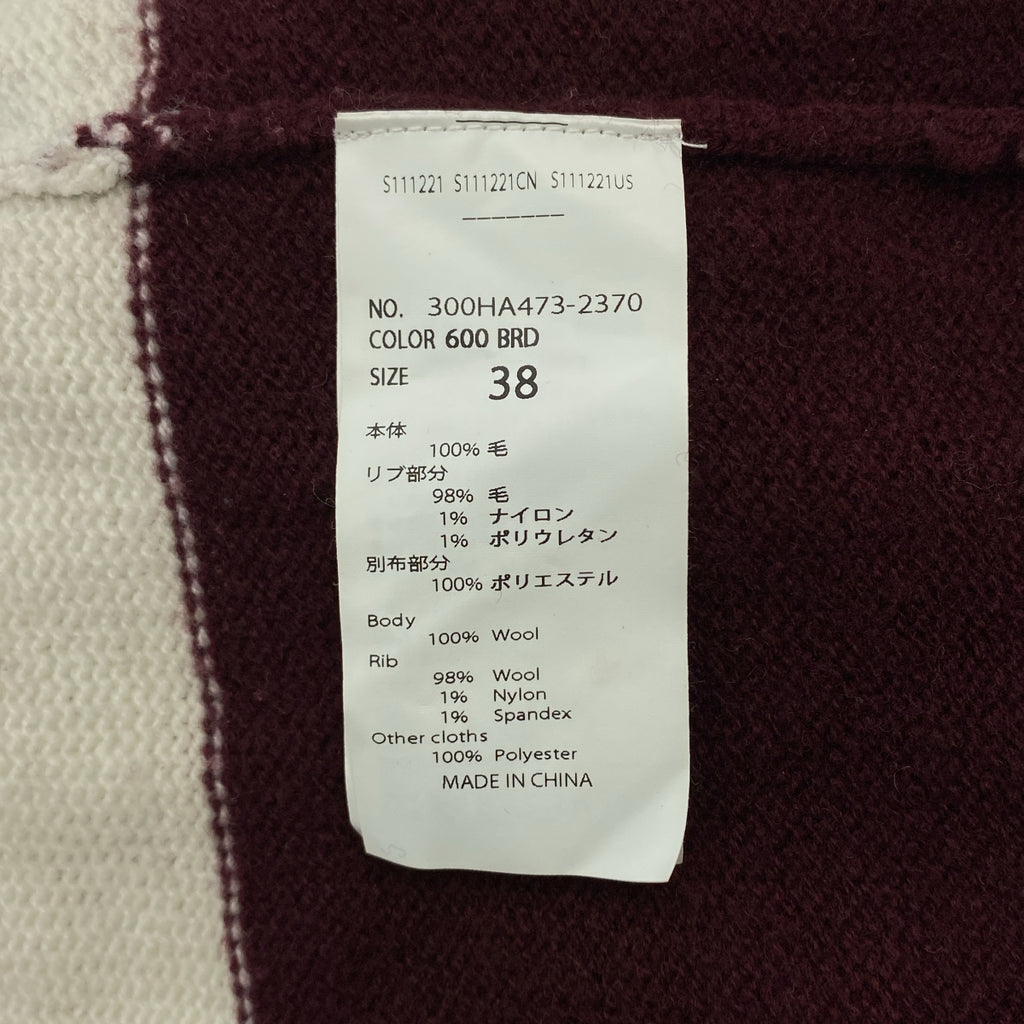 S111221 S111221CN S111221US
-------
NO. 300HA473-2370
COLOR 600 BRD
SIZE 38
本体
100% 毛
リブ部分
98% 毛
1% ナイロン
1% ポリウレタン
別布部分
100% ポリエステル
Body
100% Wool
Rib
98% Wool
1% Nylon
1% Spandex
Other cloths
100% Polyester
MADE IN CHINA